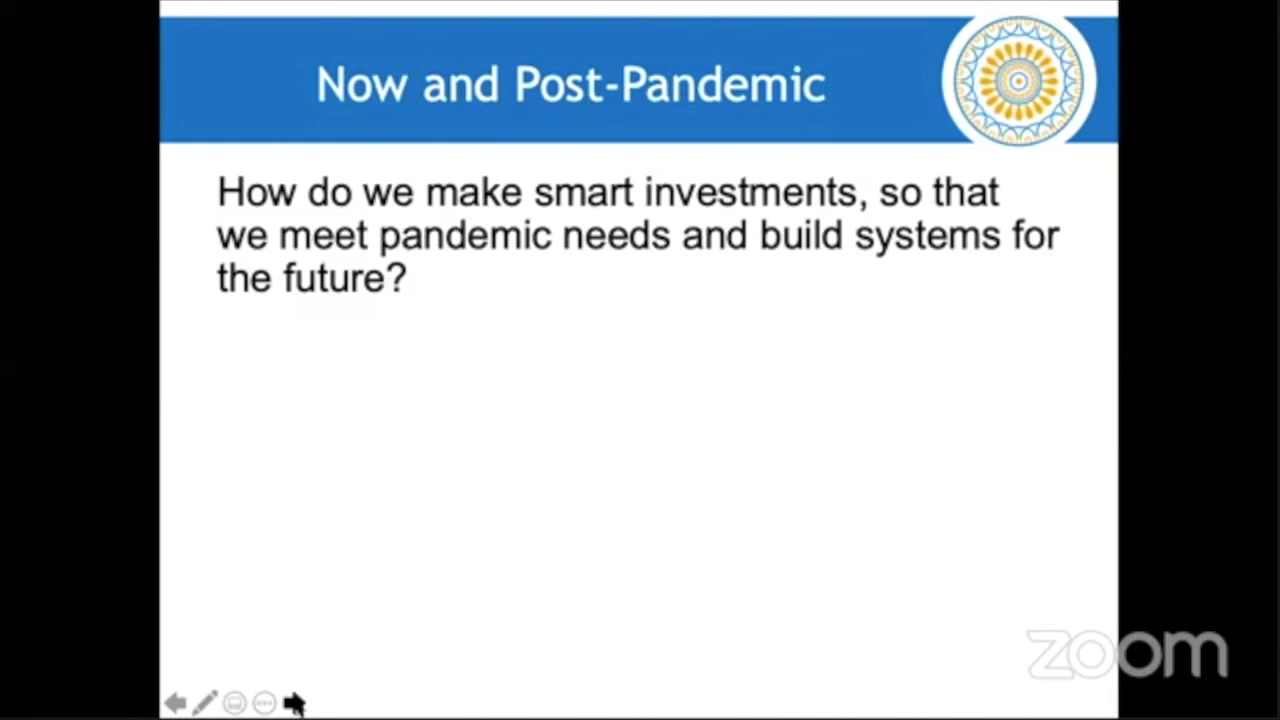 Now and Post-Pandemic
How do we make smart investments, so that
we meet pandemic needs and build systems for
the future?
zoom